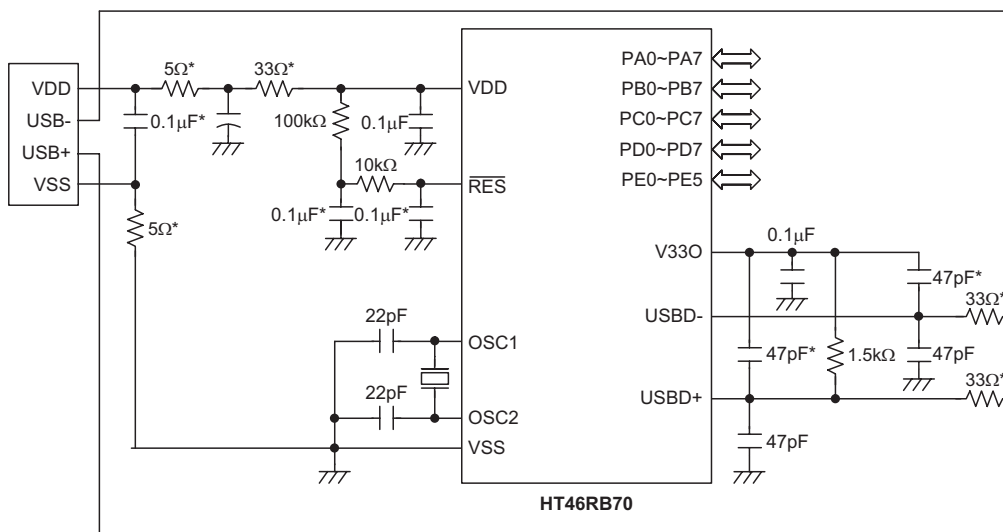 VDD
USB-
USB+
VSS
5Ω*
33Ω*
0.1μF*
100kΩ
0.1μF
10kΩ
0.1μF*
0.1μF*
5Ω*
22pF
22pF
VDD
RES
OSC1
OSC2
VSS
PA0~PA7
PB0~PB7
PC0~PC7
PD0~PD7
PE0~PE5
V33O
USBD-
USBD+
0.1μF
47pF*
33Ω*
47pF*
1.5kΩ
47pF
33Ω*
47pF
HT46RB70